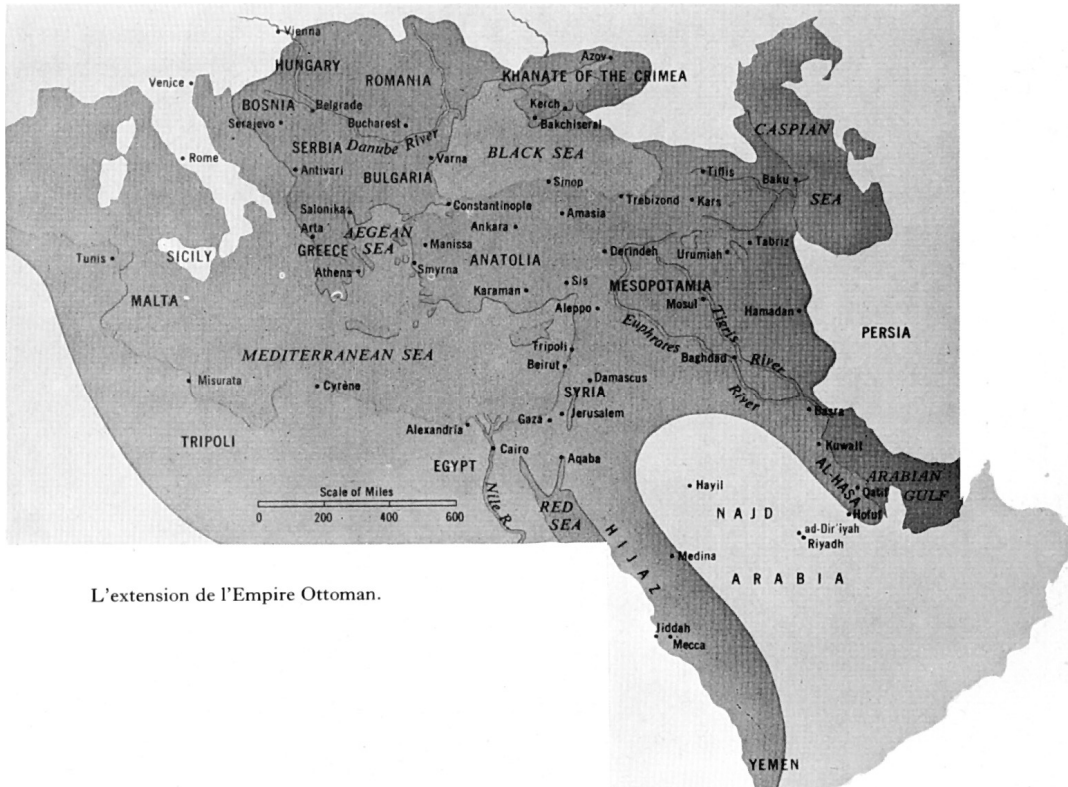 Vienna
HUNGARY
Azov
ROMANIA
KHANATE OF THE CRIMEA
Venice
BOSNIA
Belgrade
Kerch
Serajevo
Bucharest
Bakchiseral
CASPIAN
SEA
Danube River
SERBIA
BLACK SEA
Rome
Varna
Antivari
BULGARIA
Tiflis
Baku
Sinop
Trebizond
Kars
Salonika
Constantinople
Amasia
Arta
AEGEAN
SEA
Ankara
GREECE
Manissa
Derindeh
Urumiah
Tabriz
Tunis
SICILY
ANATOLIA
Athens
Smyrna
Sis
MESOPOTAMIA
MALTA
Karaman
Mosul
Aleppo
Hamadan
Euphrates
River
Tigris
River
PERSIA
MEDITERRANEAN SEA
Tripoli
Baghdad
Beirut
Misurata
Cyrène
Damascus
SYRIA
Basra
Gaza
Jerusalem
Alexandria
TRIPOLI
Kuwait
Cairo
EGYPT
Aqaba
AL-HASA
ARABIAN
GULF
Scale of Miles
0 200 400 600
Nile R.
RED
SEA
Hayil
Qatif
Hofuf
NAJD
ad-Dir'iyah
Riyadh
HIJAZ
Medina
ARABIA
Jiddah
Mecca
YEMEN
L'extension de l'Empire Ottoman.